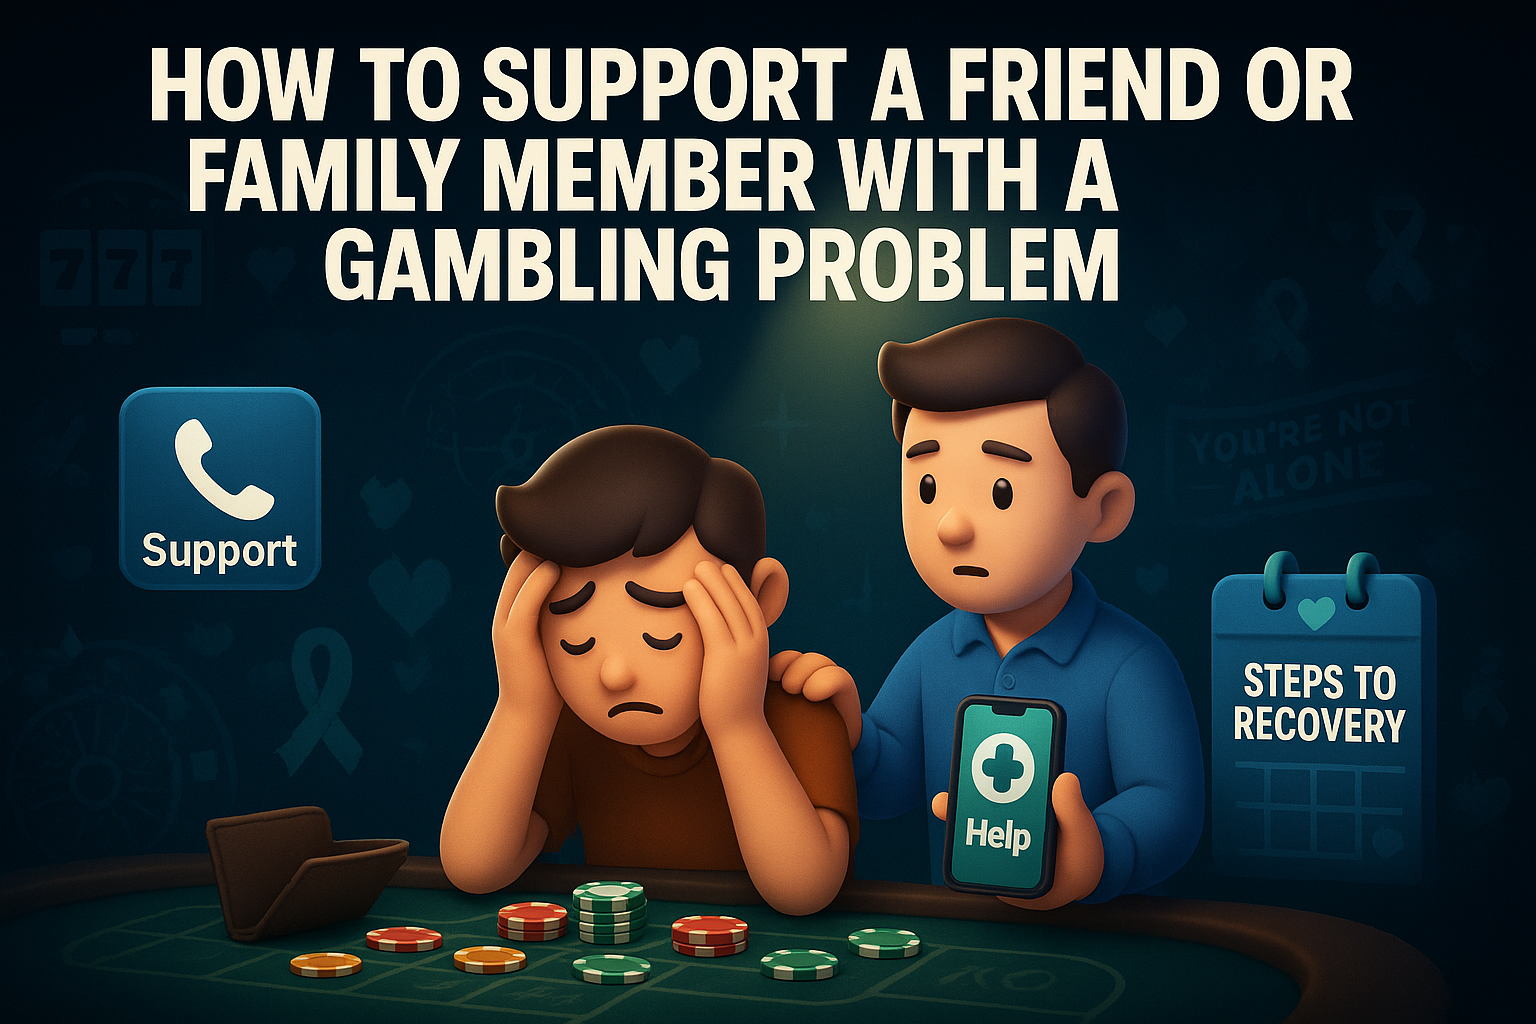 HOW TO SUPPORT A FRIEND OR
FAMILY MEMBER WITH A
GAMBLING PROBLEM
777
YOU'RE NOT
ALONE
Support
STEPS TO
RECOVERY
Help